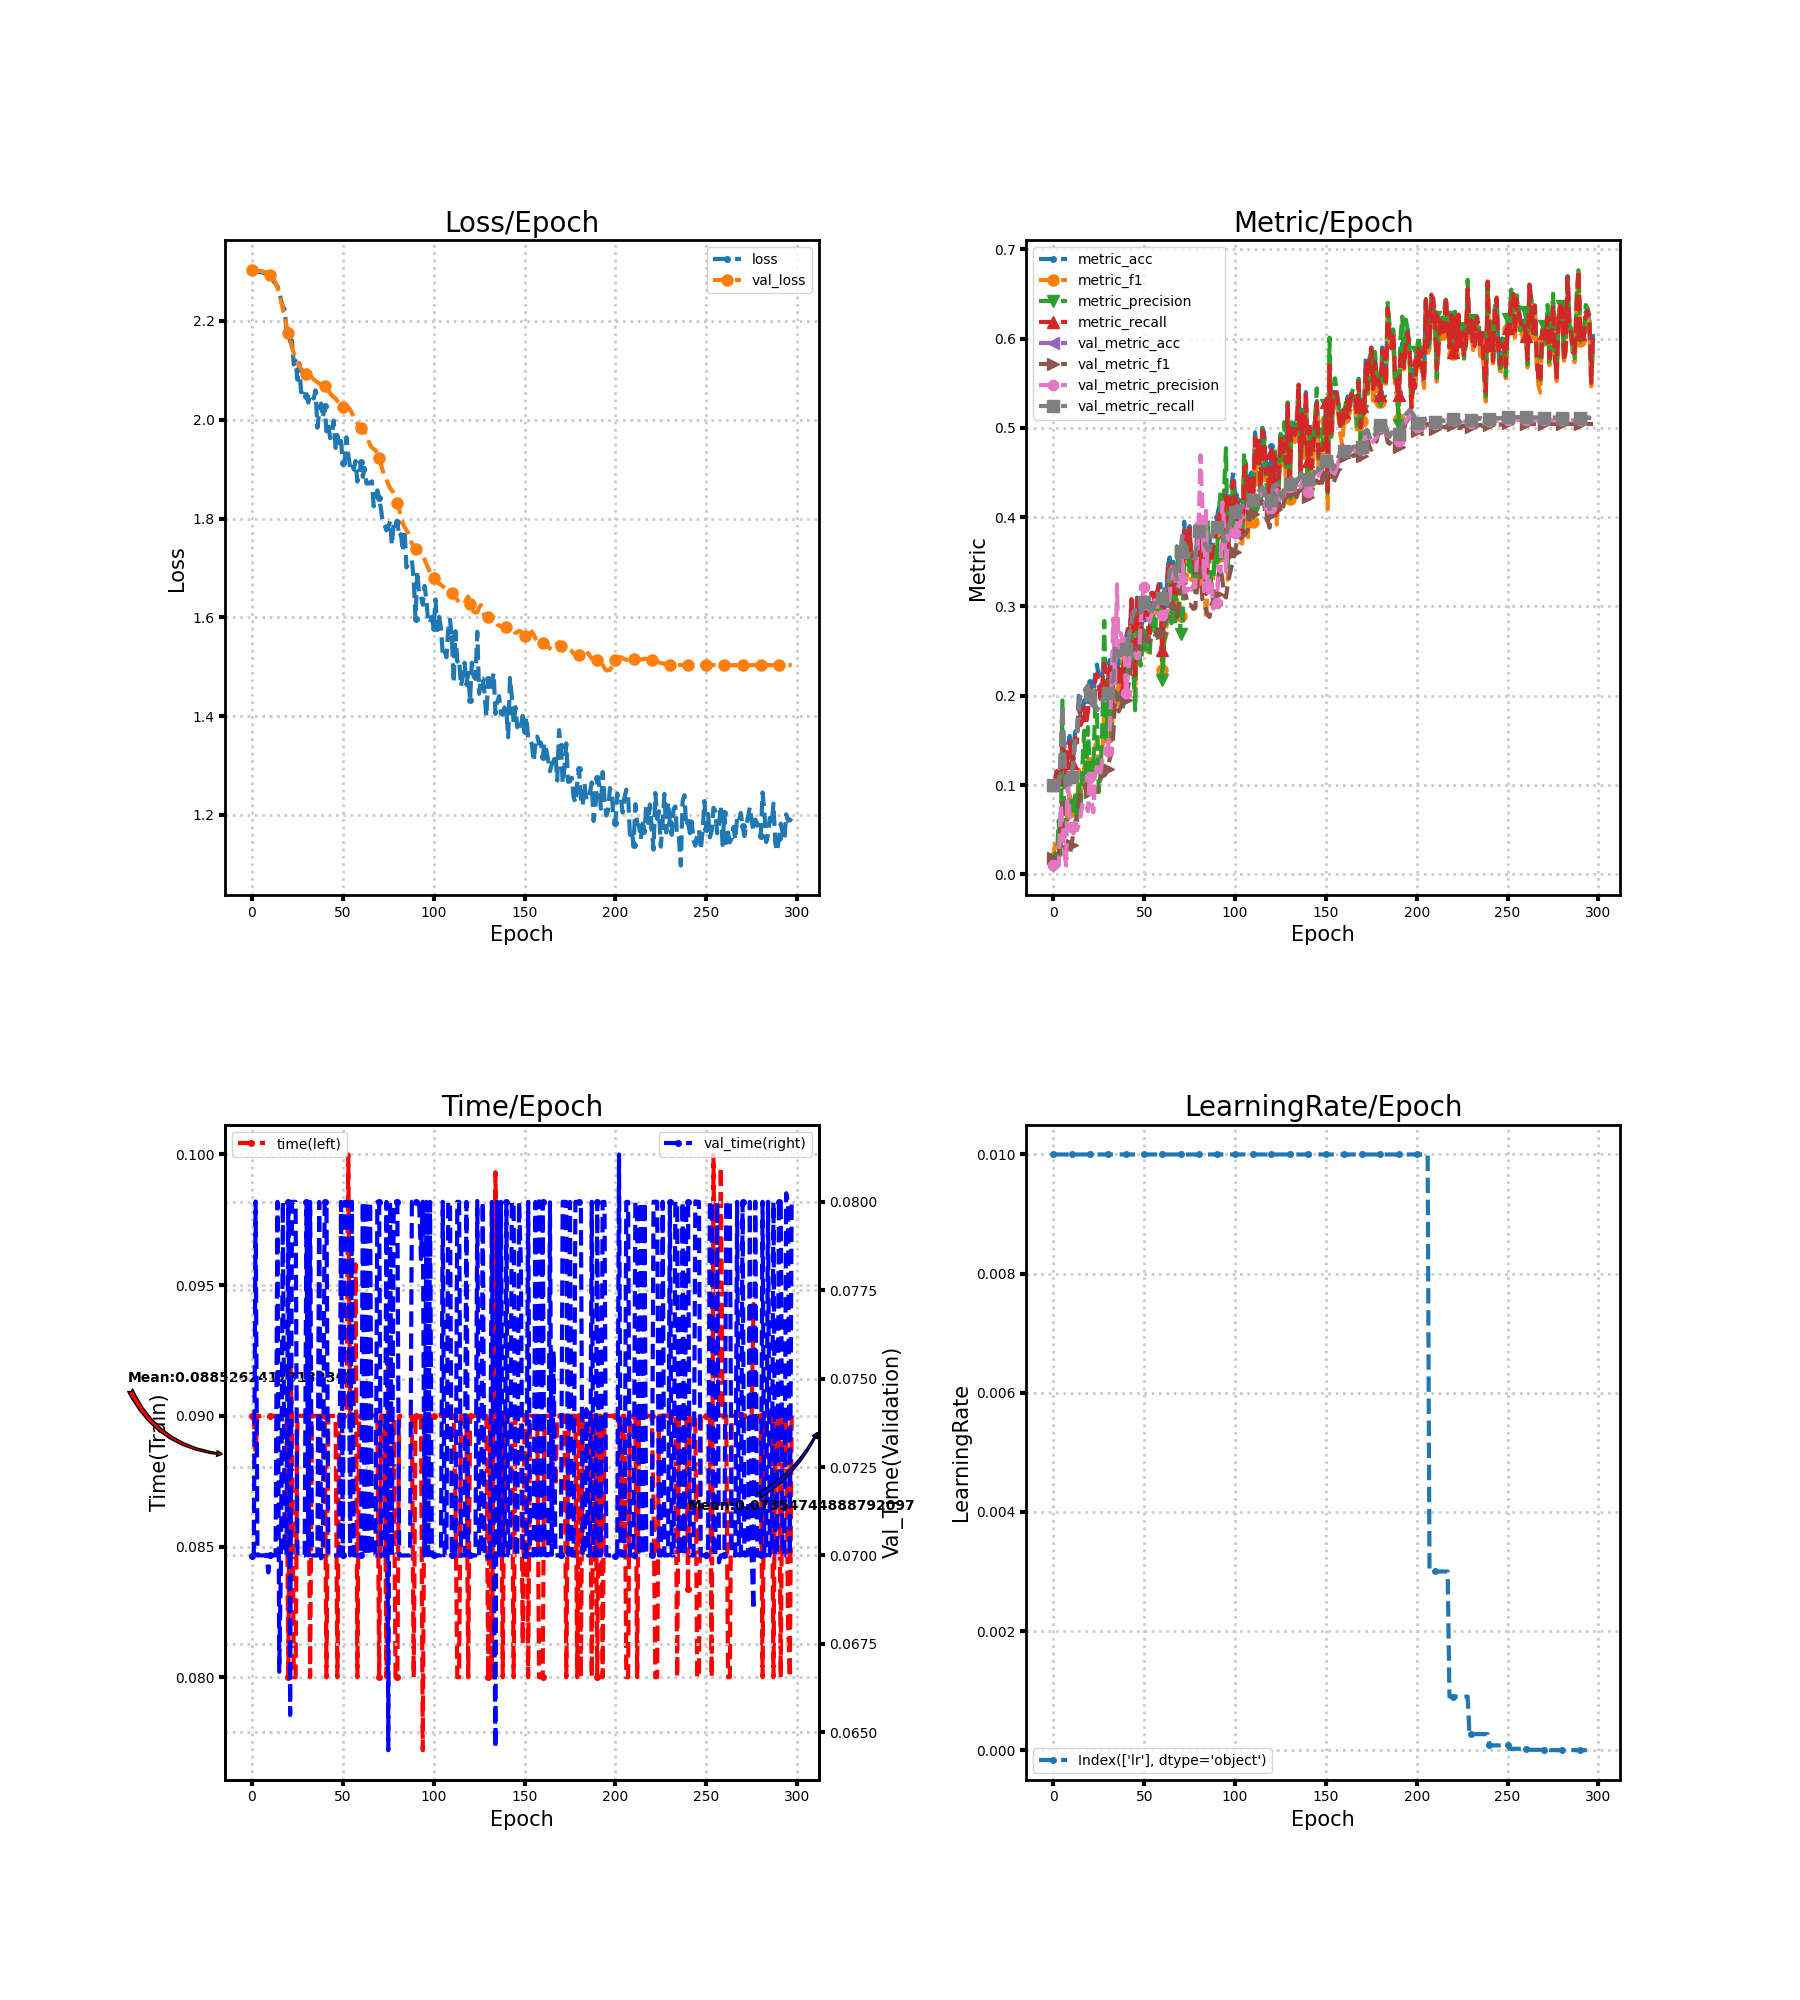 Loss/Epoch
loss
val_loss
2.2
2.0
1.8
1.6
1.4
1.2
Loss
0 50 100 150 200 250 300
Epoch
Metric/Epoch
metric_acc
metric_f1
metric_precision
metric_recall
val_metric_acc
val_metric_f1
val_metric_precision
val_metric_recall
0.7
0.6
0.5
0.4
0.3
0.2
0.1
0.0
Metric
0 50 100 150 200 250 300
Epoch
Time/Epoch
time(left)
val_time(right)
0.100
0.095
0.090
0.085
0.080
Time(Train)
0.0800
0.0775
0.0750
0.0725
0.0700
0.0675
0.0650
Val_Time(Validation)
Mean:0.07354744888792097
0 50 100 150 200 250 300
Epoch
LearningRate/Epoch
0.010
0.008
0.006
0.004
0.002
0.000
LearningRate
Index(['lr'], dtype='object')
0 50 100 150 200 250 300
Epoch